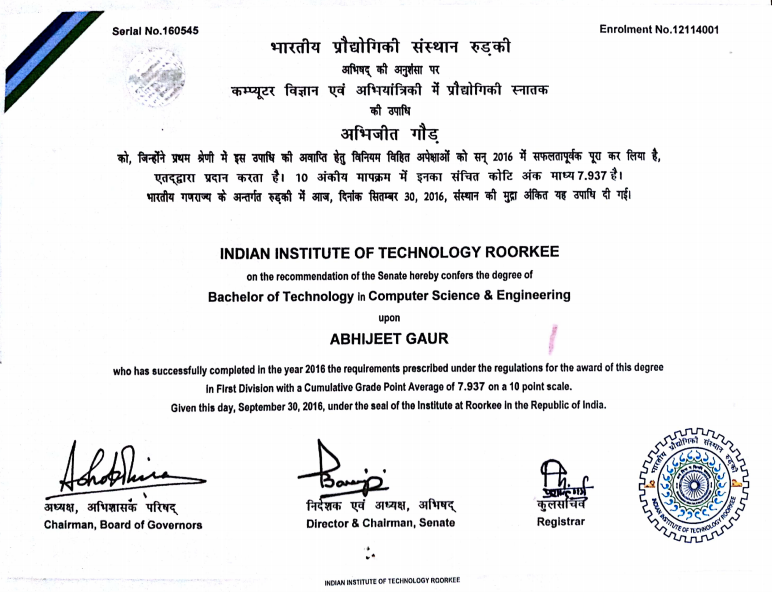 Serial No.160545
Enrolment No.12114001
भारतीय प्रौद्योगिकी संस्थान रुड़की
अभिषद् की अनुशंसा पर
कम्प्यूटर विज्ञान एवं अभियांत्रिकी में प्रौद्योगिकी स्नातक
की उपाधि
अभिजीत गौड़
को, जिन्होंने प्रथम श्रेणी में इस उपाधि की अवाप्ति हेतु विनियम विहित अपेक्षाओं को सन् 2016 में सफलतापूर्वक पूरा कर लिया है,
एतद्द्वारा प्रदान करता है। 10 अंकीय मापक्रम में इनका संचित कोटि अंक माध्य 7.937 है।
भारतीय गणराज्य के अन्तर्गत रुड़की में आज, दिनांक सितम्बर 30, 2016, संस्थान की मुद्रा अंकित यह उपाधि दी गई।
INDIAN INSTITUTE OF TECHNOLOGY ROORKEE
on the recommendation of the Senate hereby confers the degree of
Bachelor of Technology in Computer Science & Engineering
upon
ABHIJEET GAUR
who has successfully completed in the year 2016 the requirements prescribed under the regulations for the award of this degree
in First Division with a Cumulative Grade Point Average of 7.937 on a 10 point scale.
Given this day, September 30, 2016, under the seal of the Institute at Roorkee in the Republic of India.
अध्यक्ष, अभिशासक परिषद्
Chairman, Board of Governors
निर्देशक एवं अध्यक्ष, अभिषद्
Director & Chairman, Senate
कुलसचिव
Registrar
भारतीय प्रौद्योगिकी संस्थान रुड़की
INDIAN INSTITUTE OF TECHNOLOGY ROORKEE
INDIAN INSTITUTE OF TECHNOLOGY ROORKEE